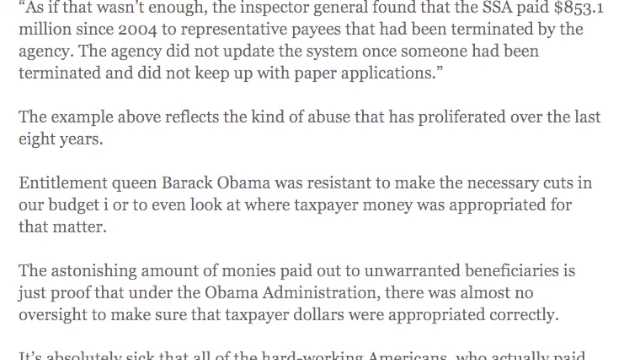 “As if that wasn’t enough, the inspector general found that the SSA paid $853.1
million since 2004 to representative payees that had been terminated by the
agency. The agency did not update the system once someone had been
terminated and did not keep up with paper applications.”
The example above reflects the kind of abuse that has proliferated over the last
eight years.
Entitlement queen Barack Obama was resistant to make the necessary cuts in
our budget i or to even look at where taxpayer money was appropriated for
that matter.
The astonishing amount of monies paid out to unwarranted beneficiaries is
just proof that under the Obama Administration, there was almost no
oversight to make sure that taxpayer dollars were appropriated correctly.
It’s absolutely sick that all of the hard-working Americans, who actually paid